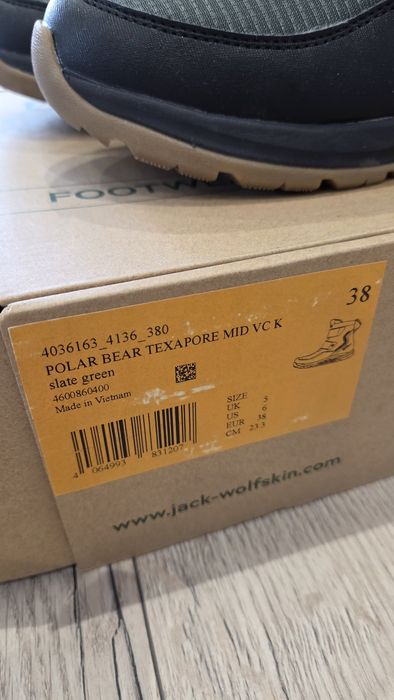 FOOTW
38
4036163_4136_380
POLAR BEAR TEXAPORE MID VC K
slate green
4600860400
Made in Vietnam
SIZE
UK 5
US 6
EUR 38
CM 23.3
4 064993 831207
www.jack-wolfskin.com